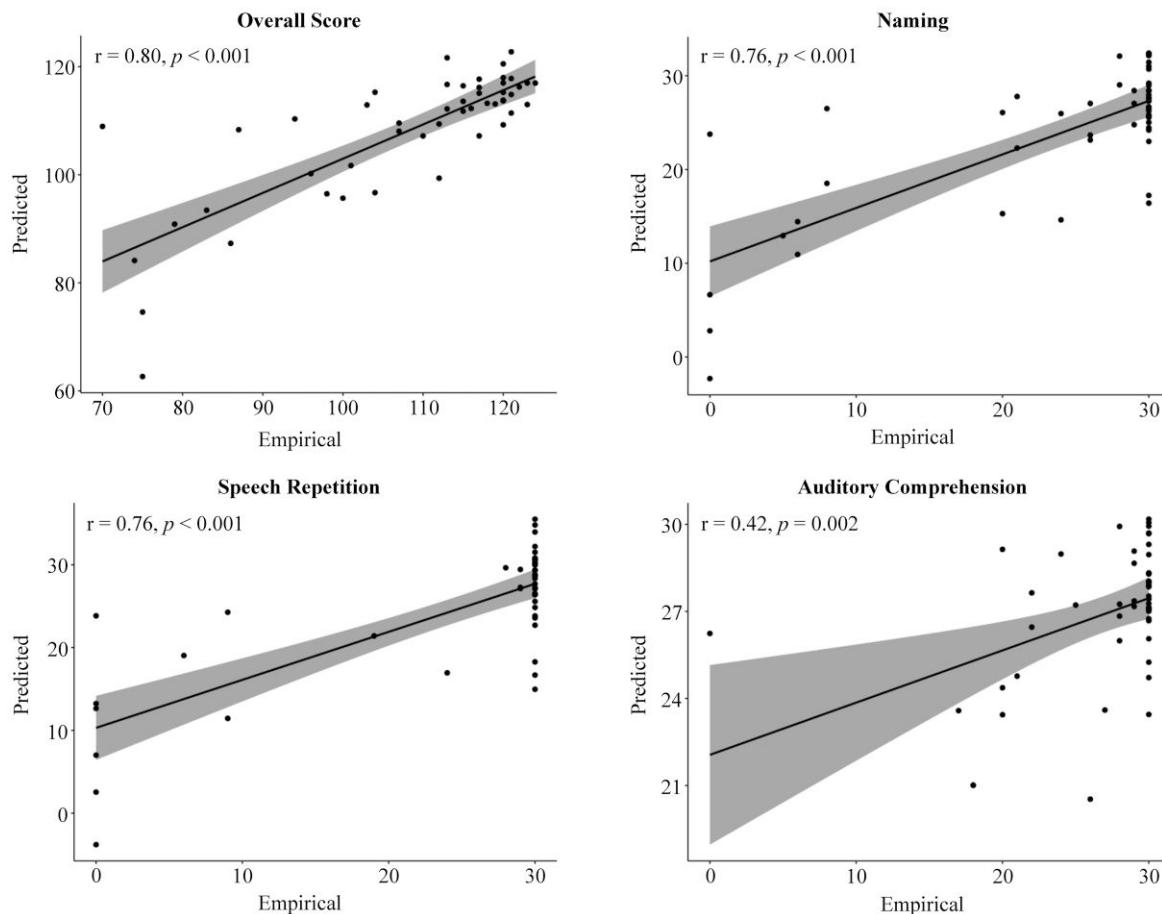 Overall Score
r = 0.80, p < 0.001
120
100
80
60
Predicted
70 80 90 100 110 120
Empirical
Naming
r = 0.76, p < 0.001
30
20
10
0
Predicted
0 10 20 30
Empirical
Speech Repetition
r = 0.76, p < 0.001
30
20
10
0
Predicted
0 10 20 30
Empirical
Auditory Comprehension
r = 0.42, p = 0.002
30
27
24
21
Predicted
0 10 20 30
Empirical